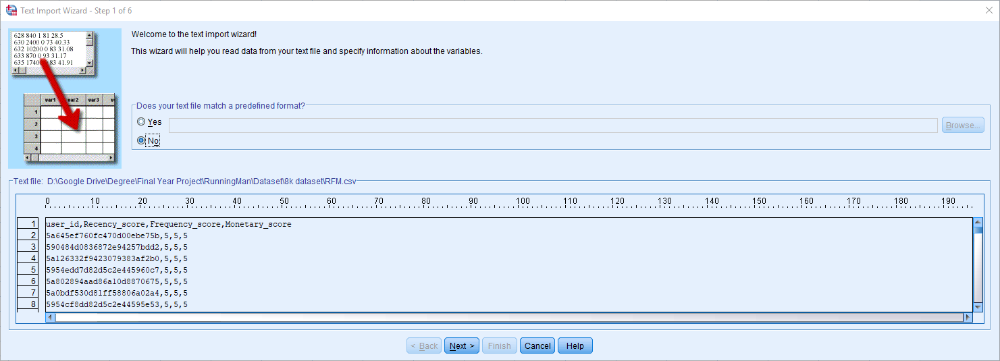 Text Import Wizard - Step 1 of 6
628 840 1 81 28.5
630 2400 0 73 40.33
632 10200 0 83 31.08
633 870 0 93 31.17
635 1740 83 41.91
var1 var2 var3
1
2
3
4
Welcome to the text import wizard!
This wizard will help you read data from your text file and specify information about the variables.
Does your text file match a predefined format?
Yes
Browse...
No
Text file: D:\Google Drive\Degree\Final Year Project\RunningMan\Dataset\8k dataset\RFM.csv
0 10 20 30 40 50 60 70 80 90 100 110 120 130 140 150 160 170 180 190
1 user_id,Recency_score,Frequency_score,Monetary_score
2 5a645ef760fc470d00ebe75b,5,5,5
3 590484d0836872e94257bdd2,5,5,5
4 5a126332f9423079383af2b0,5,5,5
5 5954edd7d82d5c2e445960c7,5,5,5
6 5a802894aad86a10d8870675,5,5,5
7 5a0bdf530d81ff58806a02a4,5,5,5
8 5954cf8dd82d5c2e44595e53,5,5,5
< Back Next > Finish Cancel Help